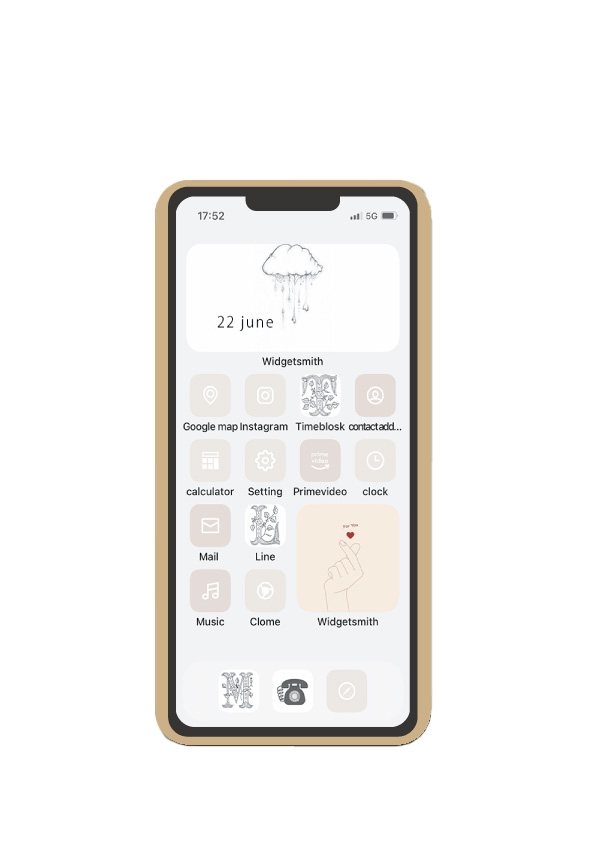 17:52
5G
22 june
Widgetsmith
Google map Instagram Timeblosk contactadd...
T
prime
video
calculator Setting Primevideo clock
L
For You
Mail Line
Music Clome Widgetsmith
M